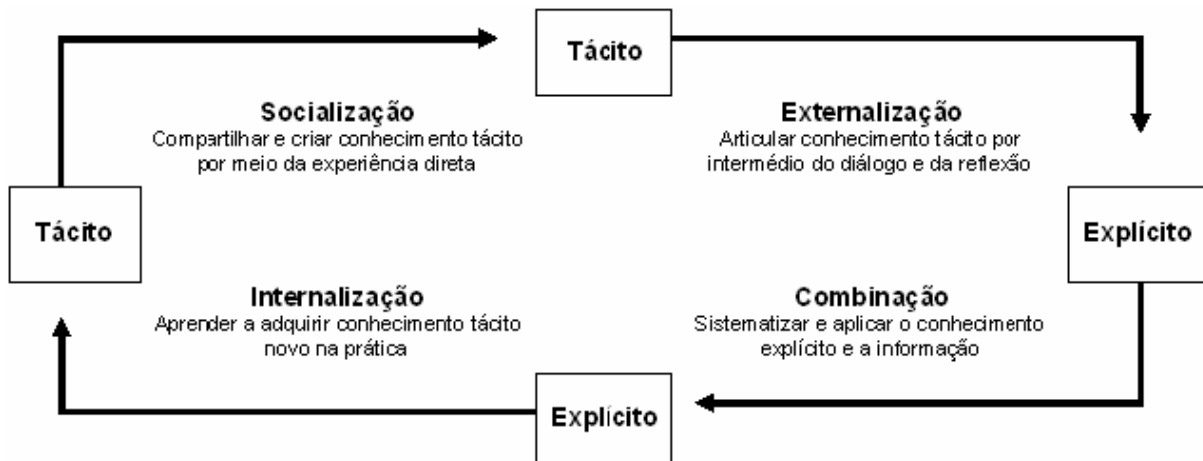 Tácito
Socialização
Compartilhar e criar conhecimento tácito
por meio da experiência direta
Externalização
Articular conhecimento tácito por
intermédio do diálogo e da reflexão
Tácito
Explícito
Internalização
Aprender a adquirir conhecimento tácito
novo na prática
Combinação
Sistematizar e aplicar o conhecimento
explícito e a informação
Explícito